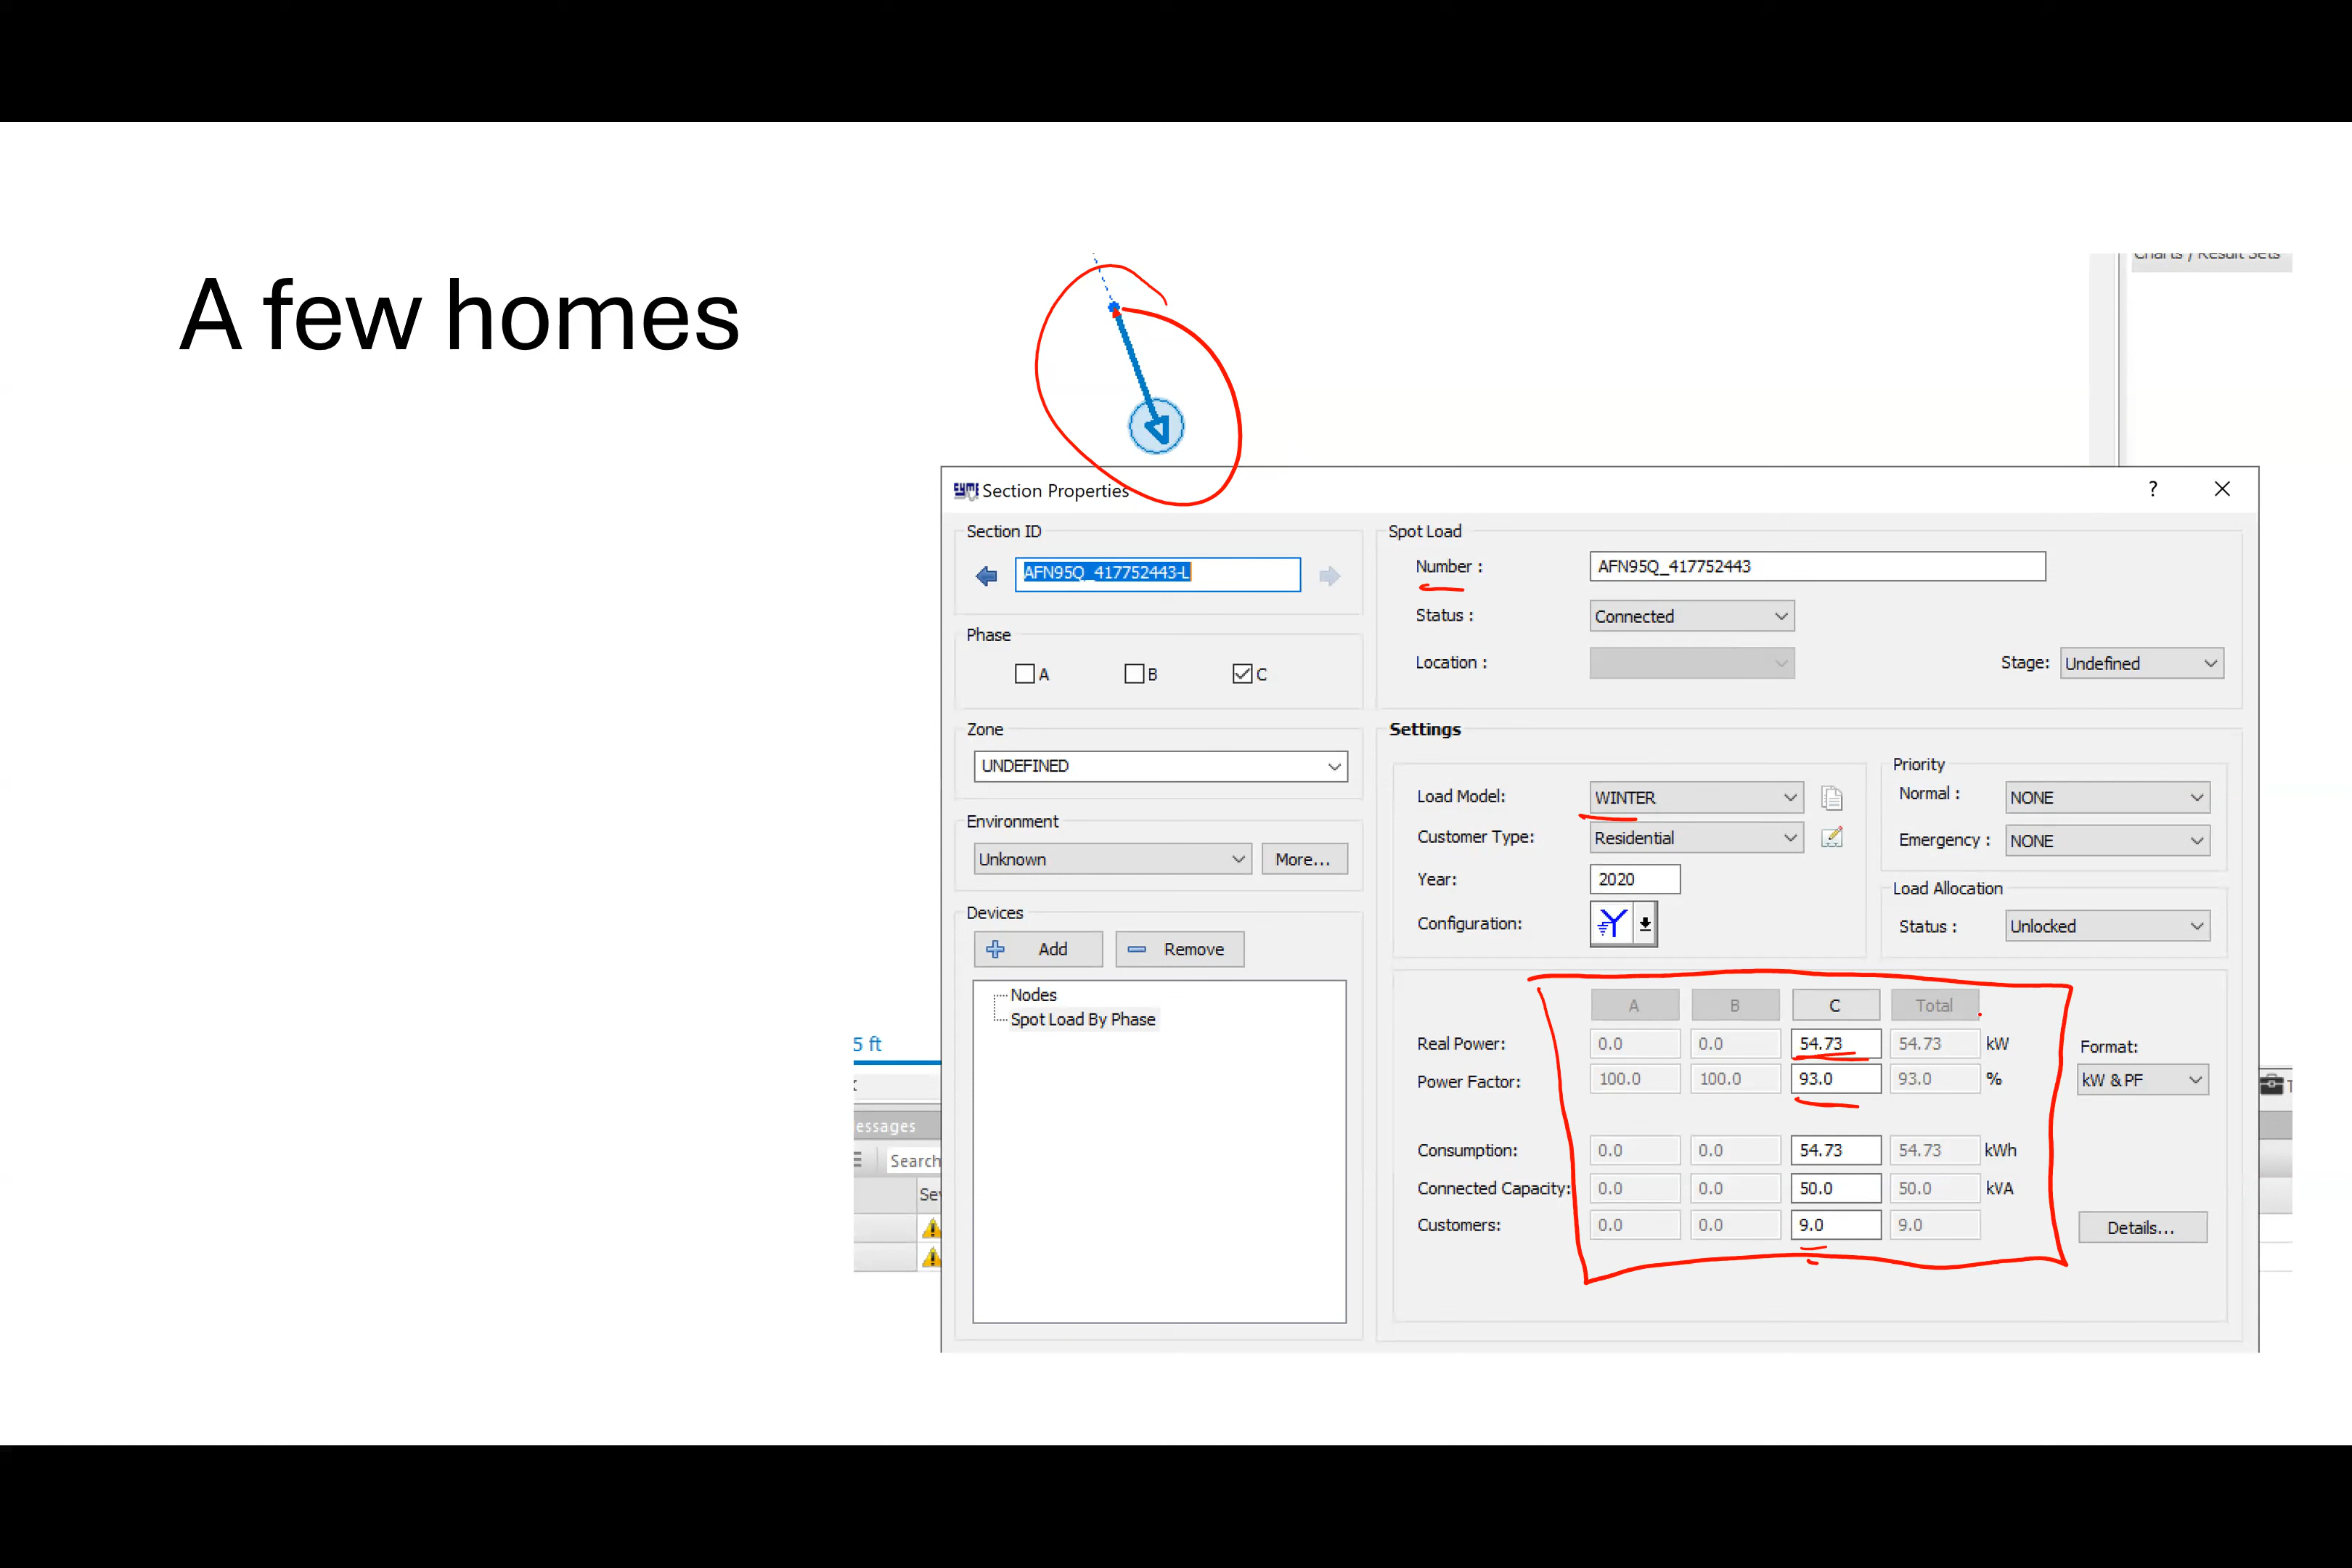 Charts / Result Sets
A few homes
CYME Section Properties
?
Section ID
AFN95Q_417752443-L
Spot Load
Number :
AFN95Q_417752443
Status :
Connected
Location :
Stage:
Undefined
Phase
A
B
C
Zone
UNDEFINED
Environment
Unknown
More...
Devices
Add
Remove
Nodes
Spot Load By Phase
Settings
Load Model:
WINTER
Customer Type:
Residential
Year:
2020
Configuration:
Priority
Normal :
NONE
Emergency :
NONE
Load Allocation
Status :
Unlocked
A B C Total
Real Power: 0.0 0.0 54.73 54.73 kW
Power Factor: 100.0 100.0 93.0 93.0 %
Format:
kW & PF
Consumption: 0.0 0.0 54.73 54.73 kWh
Connected Capacity: 0.0 0.0 50.0 50.0 kVA
Customers: 0.0 0.0 9.0 9.0
Details...
5 ft
essages
Search
Sev